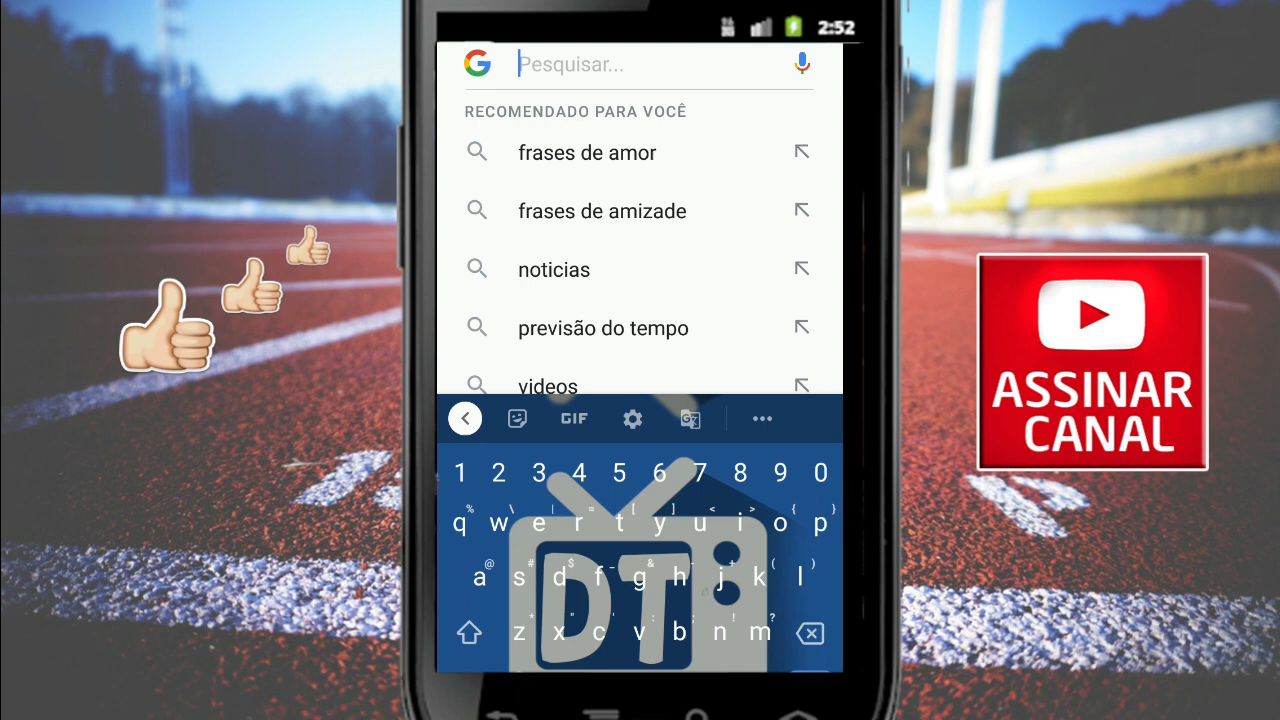 2:52
Pesquisar...
RECOMENDADO PARA VOCÊ
frases de amor
frases de amizade
noticias
previsão do tempo
videos
GIF
1 2 3 4 5 6 7 8 9 0
% \ | = [ ] < > { }
q w e r t y u i o p
@ # $ _ & - + ( )
a s d f g h j k l
* " ' : ; ! ?
z x c v b n m
DT
ASSINAR
CANAL